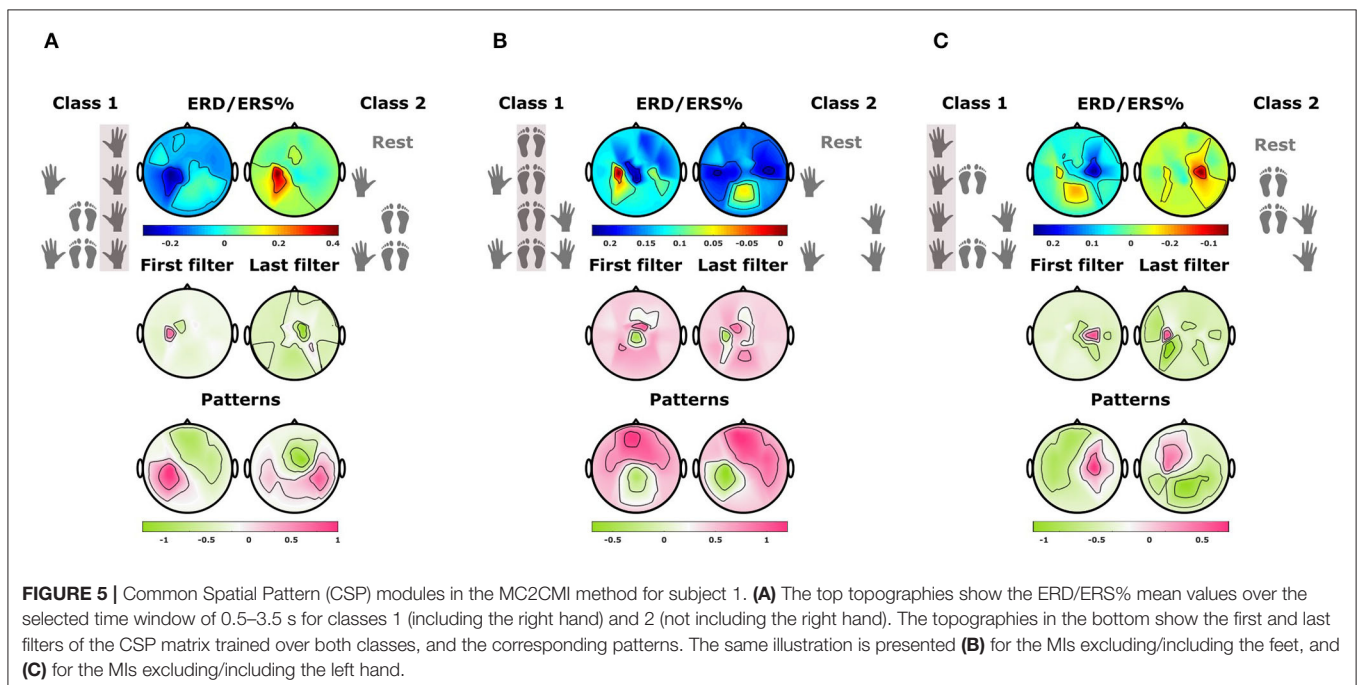 A
B
C
Class 1 ERD/ERS% Class 2
Class 1 ERD/ERS% Class 2
Class 1 ERD/ERS% Class 2
Rest
Rest
Rest
-0.2 0 0.2 0.4
0.2 0.15 0.1 0.05 -0.05 0
0.2 0.1 0 -0.2 -0.1
First filter Last filter
First filter Last filter
First filter Last filter
Patterns
Patterns
Patterns
-1 -0.5 0 0.5 1
-0.5 0 0.5 1
-1 -0.5 0 0.5
FIGURE 5 | Common Spatial Pattern (CSP) modules in the MC2CMI method for subject 1. (A) The top topographies show the ERD/ERS% mean values over the
selected time window of 0.5–3.5 s for classes 1 (including the right hand) and 2 (not including the right hand). The topographies in the bottom show the first and last
filters of the CSP matrix trained over both classes, and the corresponding patterns. The same illustration is presented (B) for the MIs excluding/including the feet, and
(C) for the MIs excluding/including the left hand.